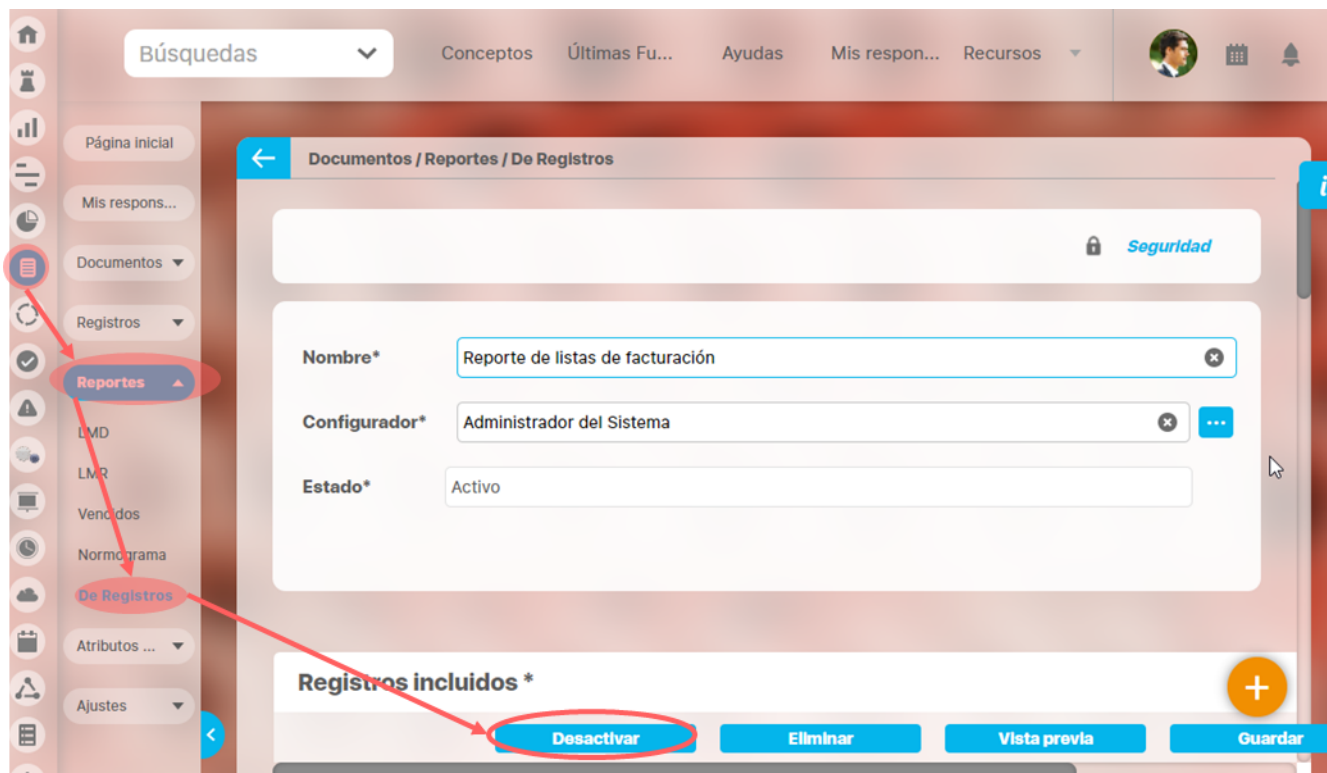 Búsquedas
Conceptos
Últimas Fu...
Ayudas
Mis respon...
Recursos
Página inicial
Mis respons...
Documentos
Registros
Reportes
LMD
LMR
Vencidos
Normograma
De Registros
Atributos ...
Ajustes
Documentos / Reportes / De Registros
i
Seguridad
Nombre* Reporte de listas de facturación
Configurador* Administrador del Sistema
Estado* Activo
Registros incluidos *
Desactivar Eliminar Vista previa Guardar